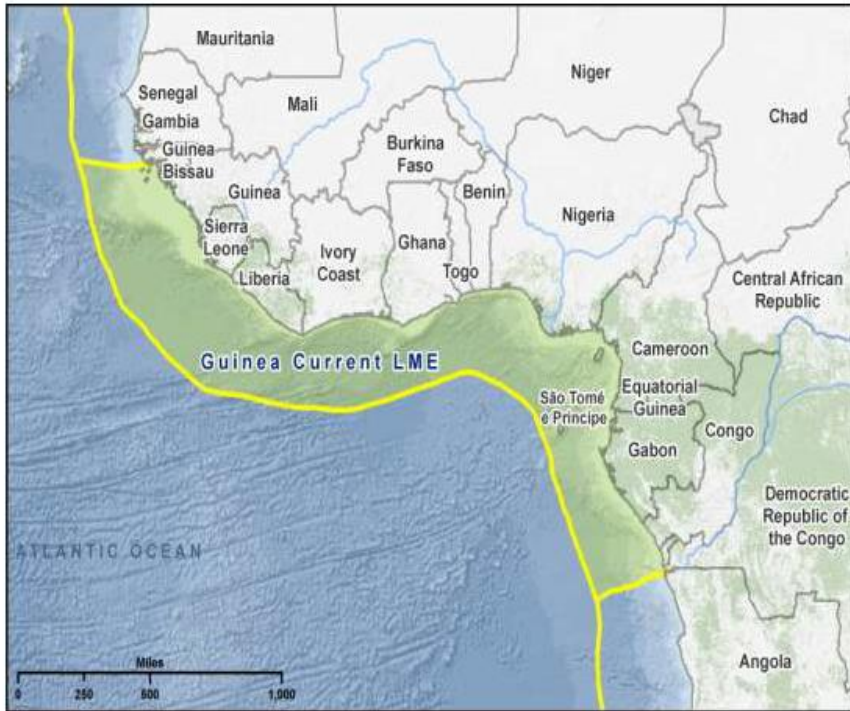 Mauritania
Niger
Senegal
Mali
Chad
Gambia
Burkina
Faso
Guinea
Bissau
Guinea
Benin
Nigeria
Sierra
Leone
Ivory
Coast
Ghana
Togo
Liberia
Central African
Republic
Guinea Current LME
Cameroon
Equatorial
Guinea
São Tomé
e Principe
Congo
Gabon
Democratic
Republic of
the Congo
ATLANTIC OCEAN
Angola
Miles
0 250 500 1,000